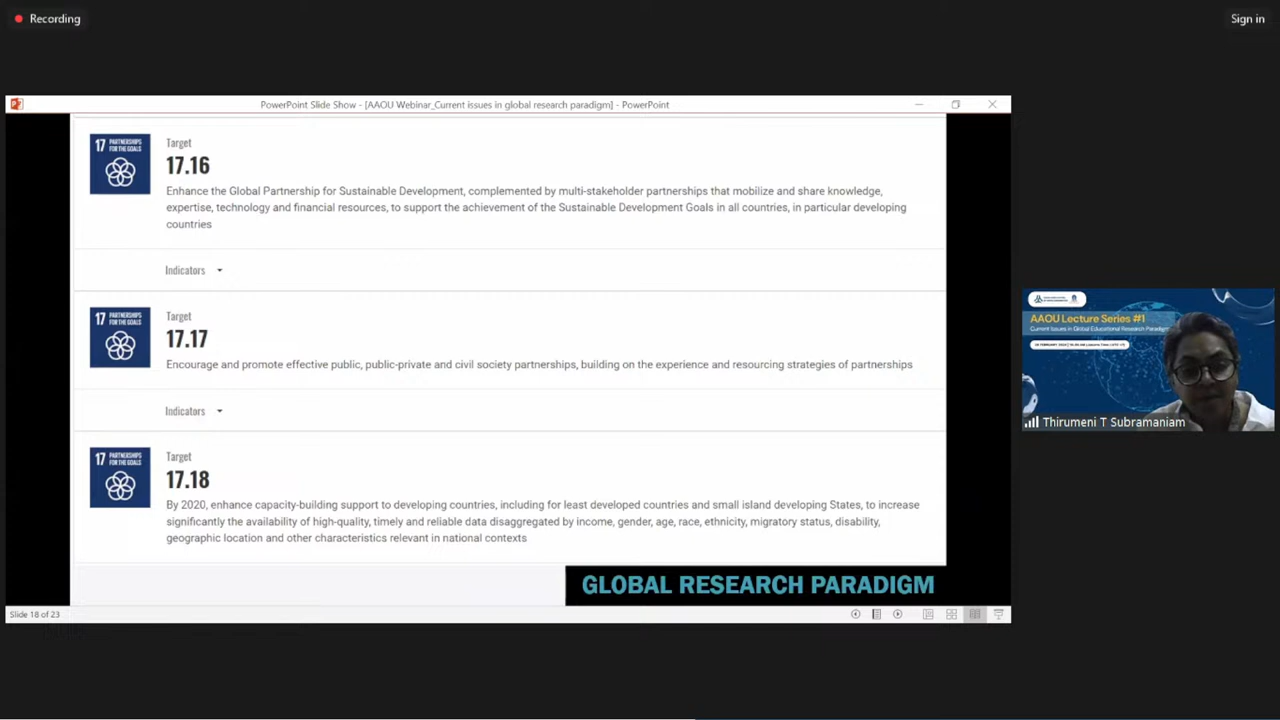 Recording
Sign in
PowerPoint Slide Show - [AAOU Webinar_Current issues in global research paradigm] - PowerPoint
17 PARTNERSHIPS
FOR THE GOALS
Target
17.16
Enhance the Global Partnership for Sustainable Development, complemented by multi-stakeholder partnerships that mobilize and share knowledge,
expertise, technology and financial resources, to support the achievement of the Sustainable Development Goals in all countries, in particular developing
countries
Indicators
17 PARTNERSHIPS
FOR THE GOALS
Target
17.17
Encourage and promote effective public, public-private and civil society partnerships, building on the experience and resourcing strategies of partnerships
Indicators
17 PARTNERSHIPS
FOR THE GOALS
Target
17.18
By 2020, enhance capacity-building support to developing countries, including for least developed countries and small island developing States, to increase
significantly the availability of high-quality, timely and reliable data disaggregated by income, gender, age, race, ethnicity, migratory status, disability,
geographic location and other characteristics relevant in national contexts
GLOBAL RESEARCH PARADIGM
Slide 18 of 23
AAOU Lecture Series #1
Current Issues in Global Educational Research Paradigm
Thirumeni T Subramaniam